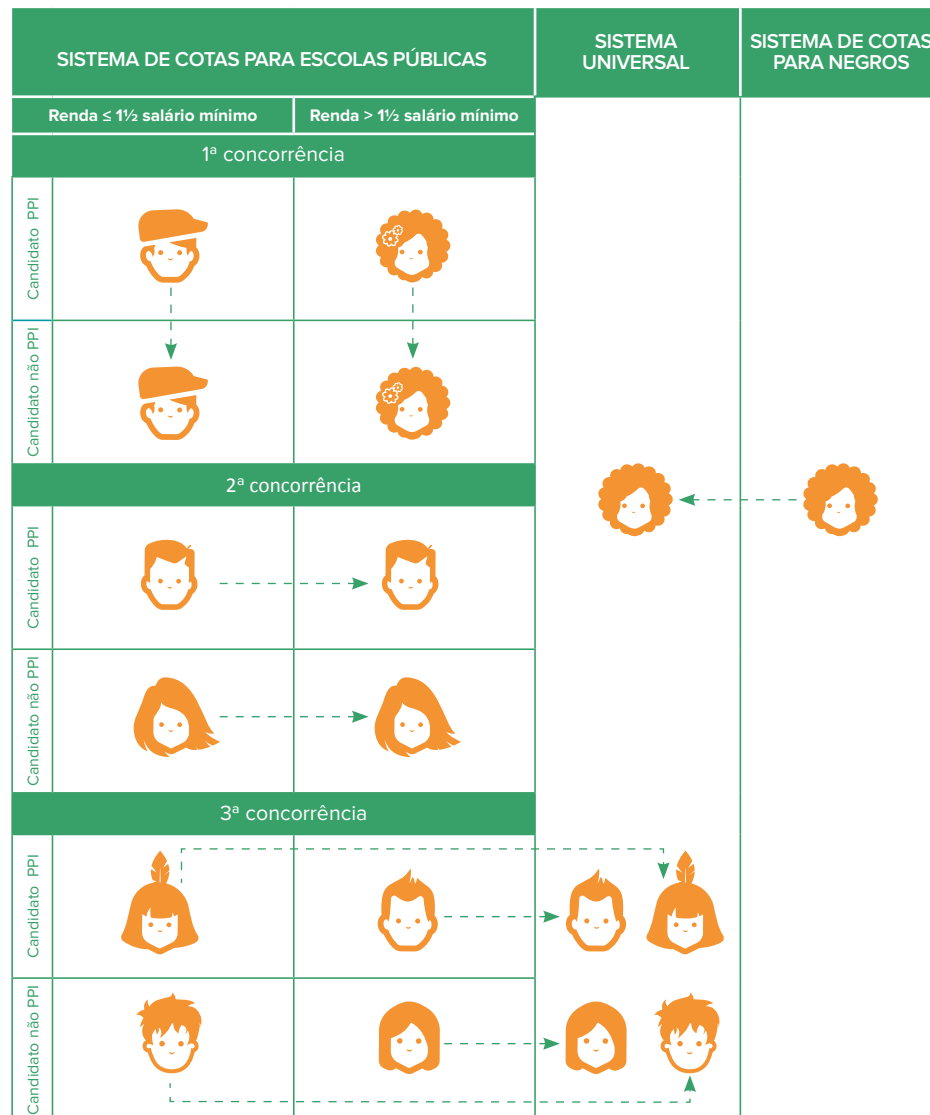 SISTEMA DE COTAS PARA ESCOLAS PÚBLICAS
SISTEMA
UNIVERSAL
SISTEMA DE COTAS
PARA NEGROS
Renda ≤ 1½ salário mínimo
Renda > 1½ salário mínimo
1ª concorrência
Candidato PPI
Candidato não PPI
2ª concorrência
Candidato PPI
Candidato não PPI
3ª concorrência
Candidato PPI
Candidato não PPI